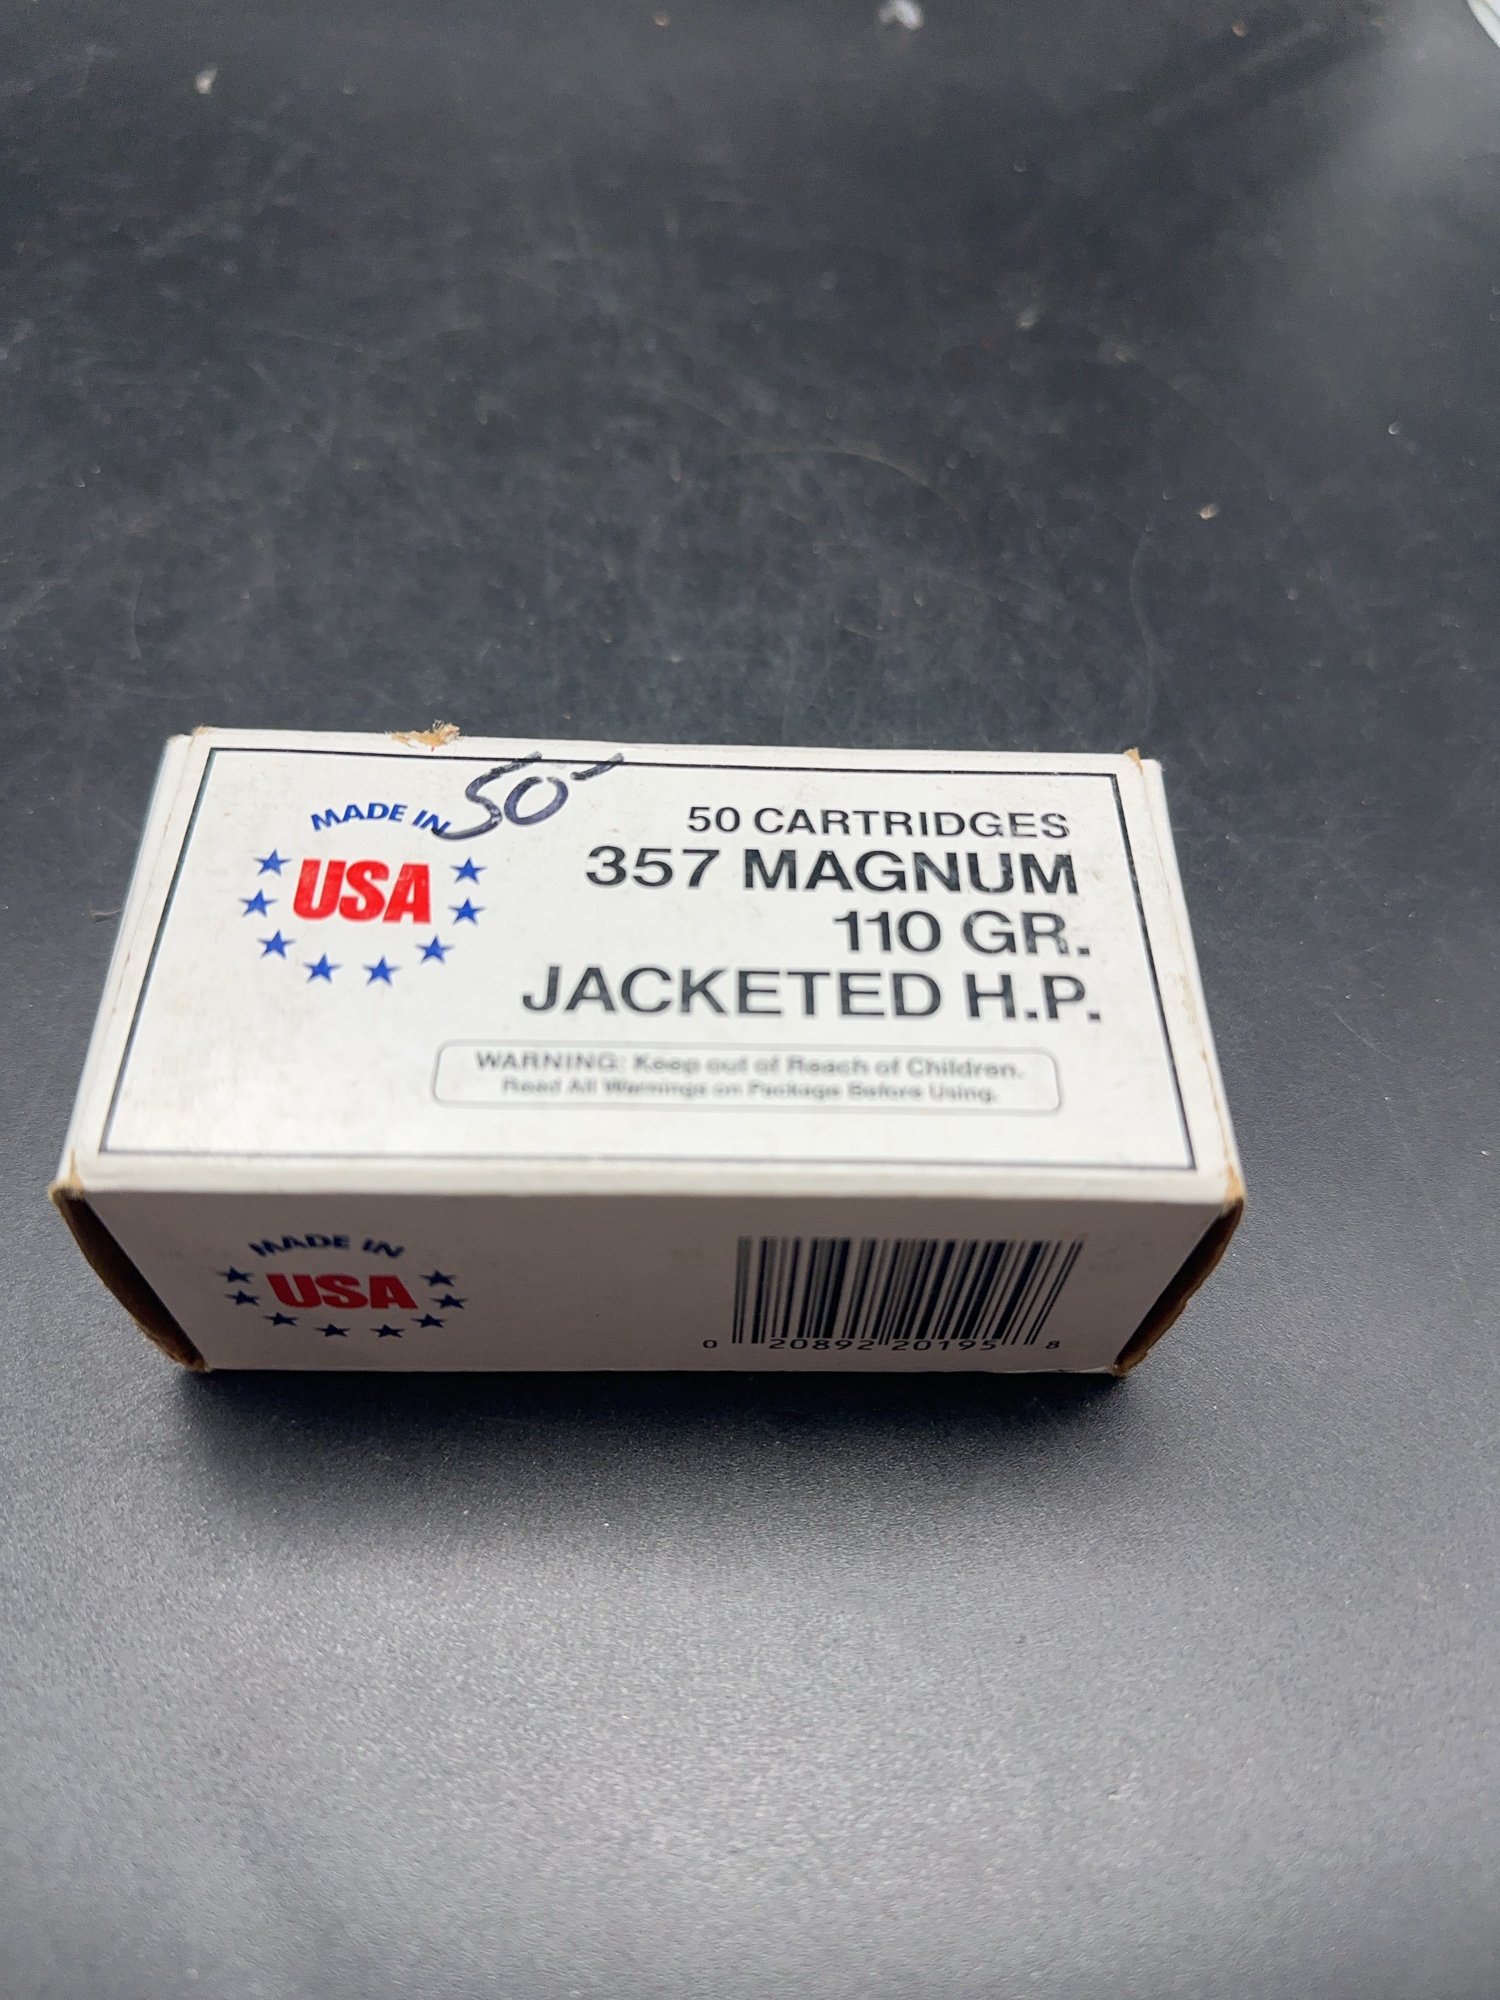 50
MADE IN
USA
50 CARTRIDGES
357 MAGNUM
110 GR.
JACKETED H.P.
WARNING: Keep out of Reach of Children.
Read All Warnings on Package Before Using.
MADE IN
USA
0 20892 20195 8